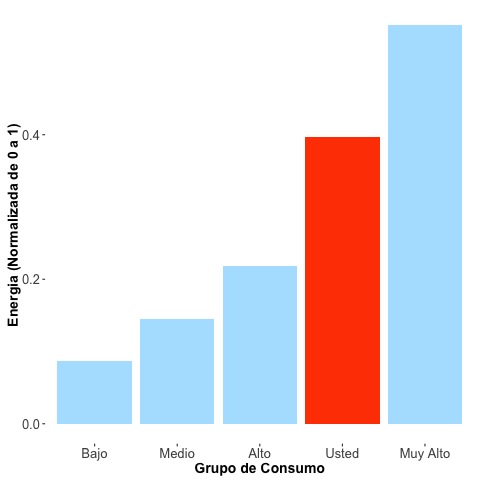 Energia (Normalizada de 0 a 1)
0.4
0.2
0.0
Bajo Medio Alto Usted Muy Alto
Grupo de Consumo